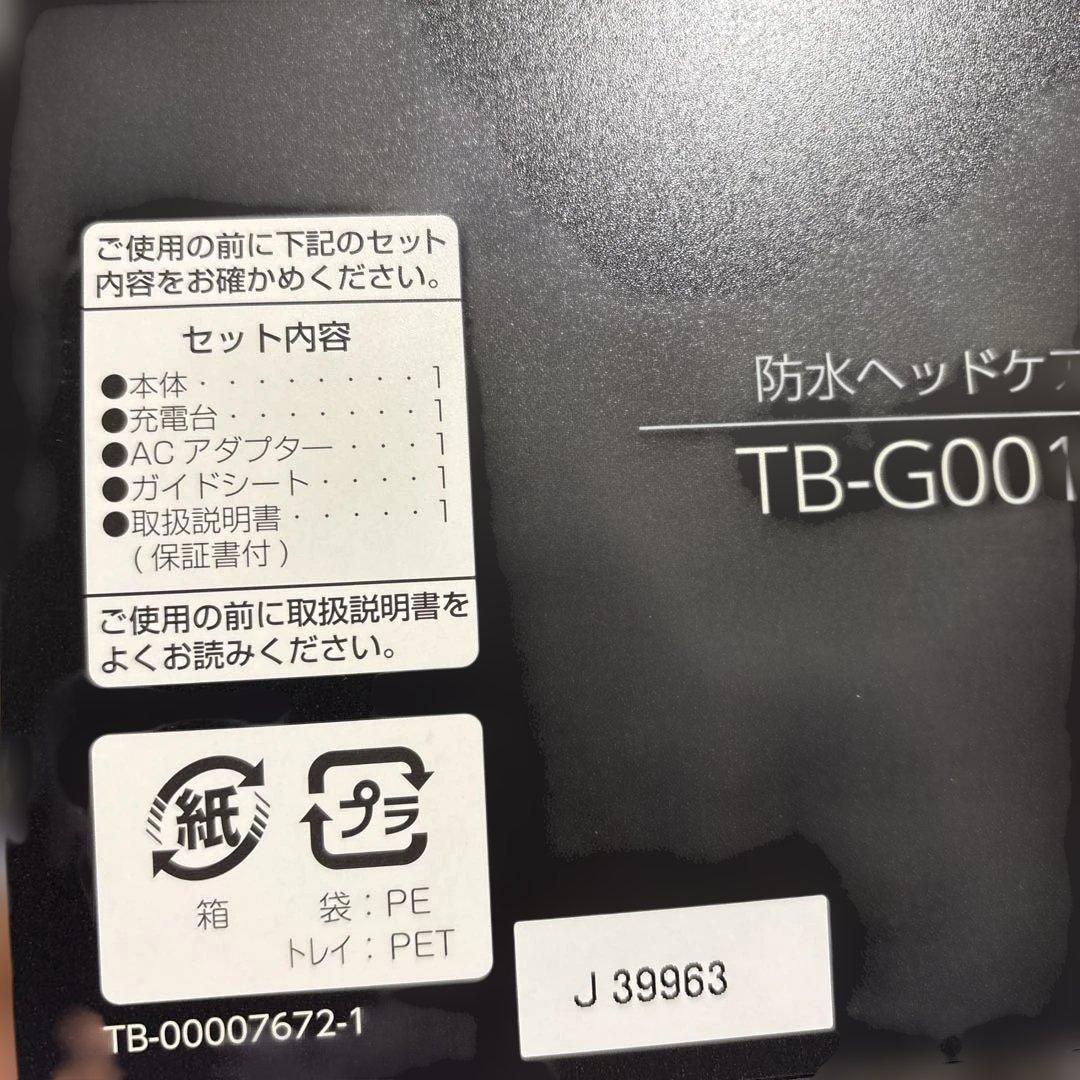 ご使用の前に下記のセット
内容をお確かめください。
セット内容
●本体・・・・・・・・1
●充電台・・・・・・・1
●ACアダプター・・・1
●ガイドシート・・・・1
●取扱説明書・・・・・1
(保証書付)
ご使用の前に取扱説明書を
よくお読みください。
防水ヘッドケア
TB-G001
紙
プラ
箱
袋:PE
トレイ:PET
J 39963
TB-00007672-1